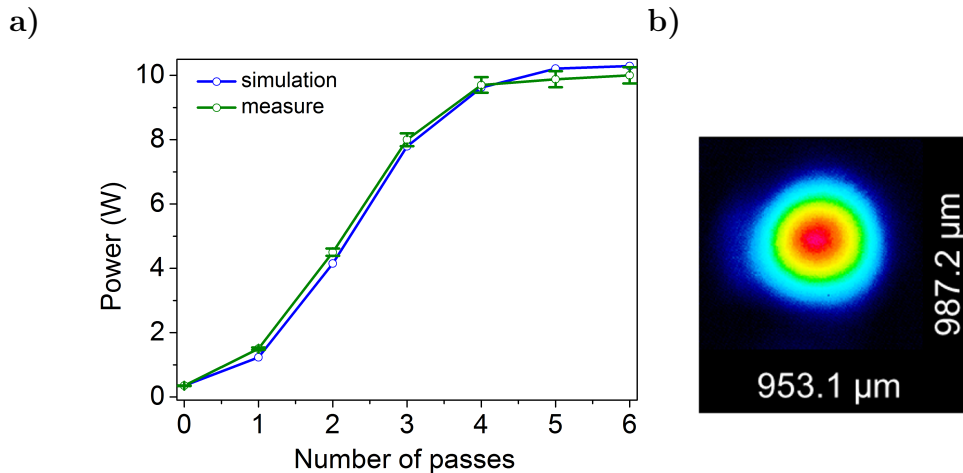 a)
b)
simulation
measure
10
8
6
4
2
0
Power (W)
0 1 2 3 4 5 6
Number of passes
987.2 µm
953.1 µm